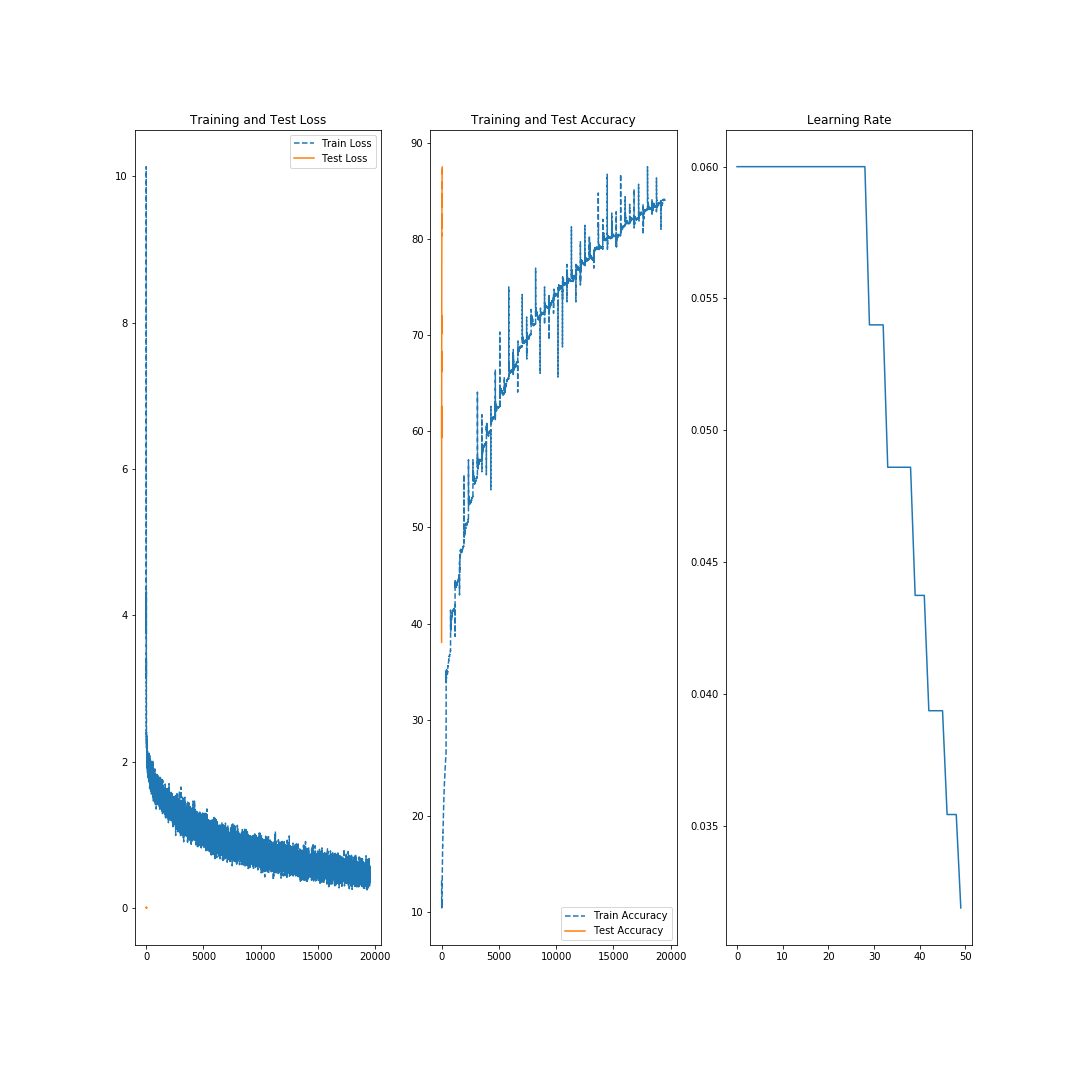 Training and Test Loss
Train Loss
Test Loss
10
8
6
4
2
0
0 5000 10000 15000 20000
Training and Test Accuracy
90
80
70
60
50
40
30
20
10
Train Accuracy
Test Accuracy
0 5000 10000 15000 20000
Learning Rate
0.060
0.055
0.050
0.045
0.040
0.035
0 10 20 30 40 50